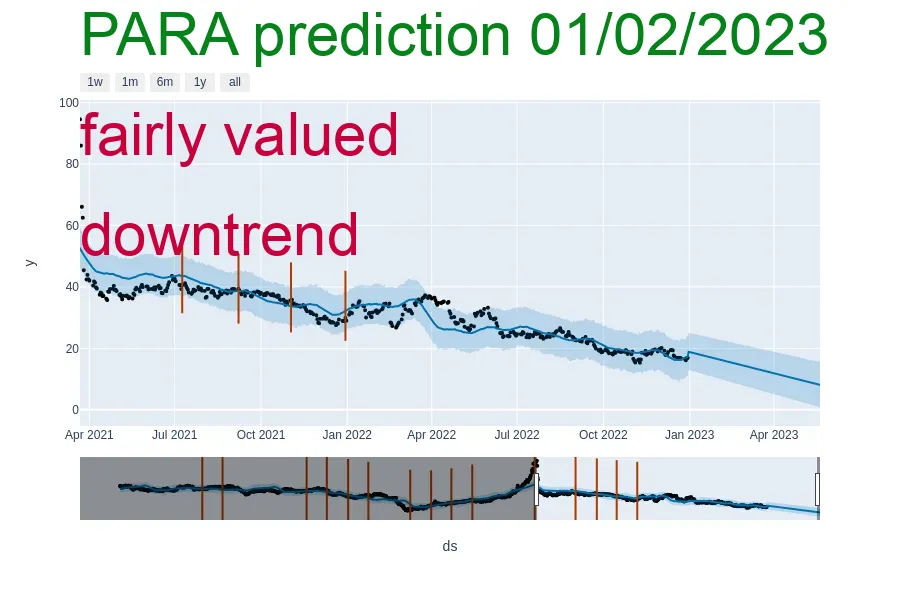 PARA prediction 01/02/2023
1w 1m 6m 1y all
100
fairly valued
80
60
downtrend
y
40
20
0
Apr 2021 Jul 2021 Oct 2021 Jan 2022 Apr 2022 Jul 2022 Oct 2022 Jan 2023 Apr 2023
ds